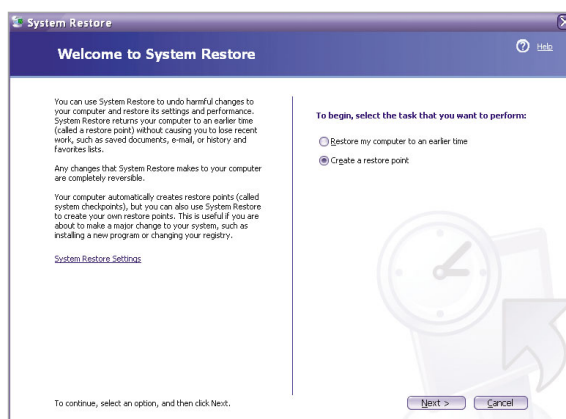 System Restore
Welcome to System Restore
Help
You can use System Restore to undo harmful changes to
your computer and restore its settings and performance.
System Restore returns your computer to an earlier time
(called a restore point) without causing you to lose recent
work, such as saved documents, e-mail, or history and
favorites lists.
Any changes that System Restore makes to your computer
are completely reversible.
Your computer automatically creates restore points (called
system checkpoints), but you can also use System Restore
to create your own restore points. This is useful if you are
about to make a major change to your system, such as
installing a new program or changing your registry.
System Restore Settings
To begin, select the task that you want to perform:
Restore my computer to an earlier time
Create a restore point
To continue, select an option, and then click Next.
Next >
Cancel